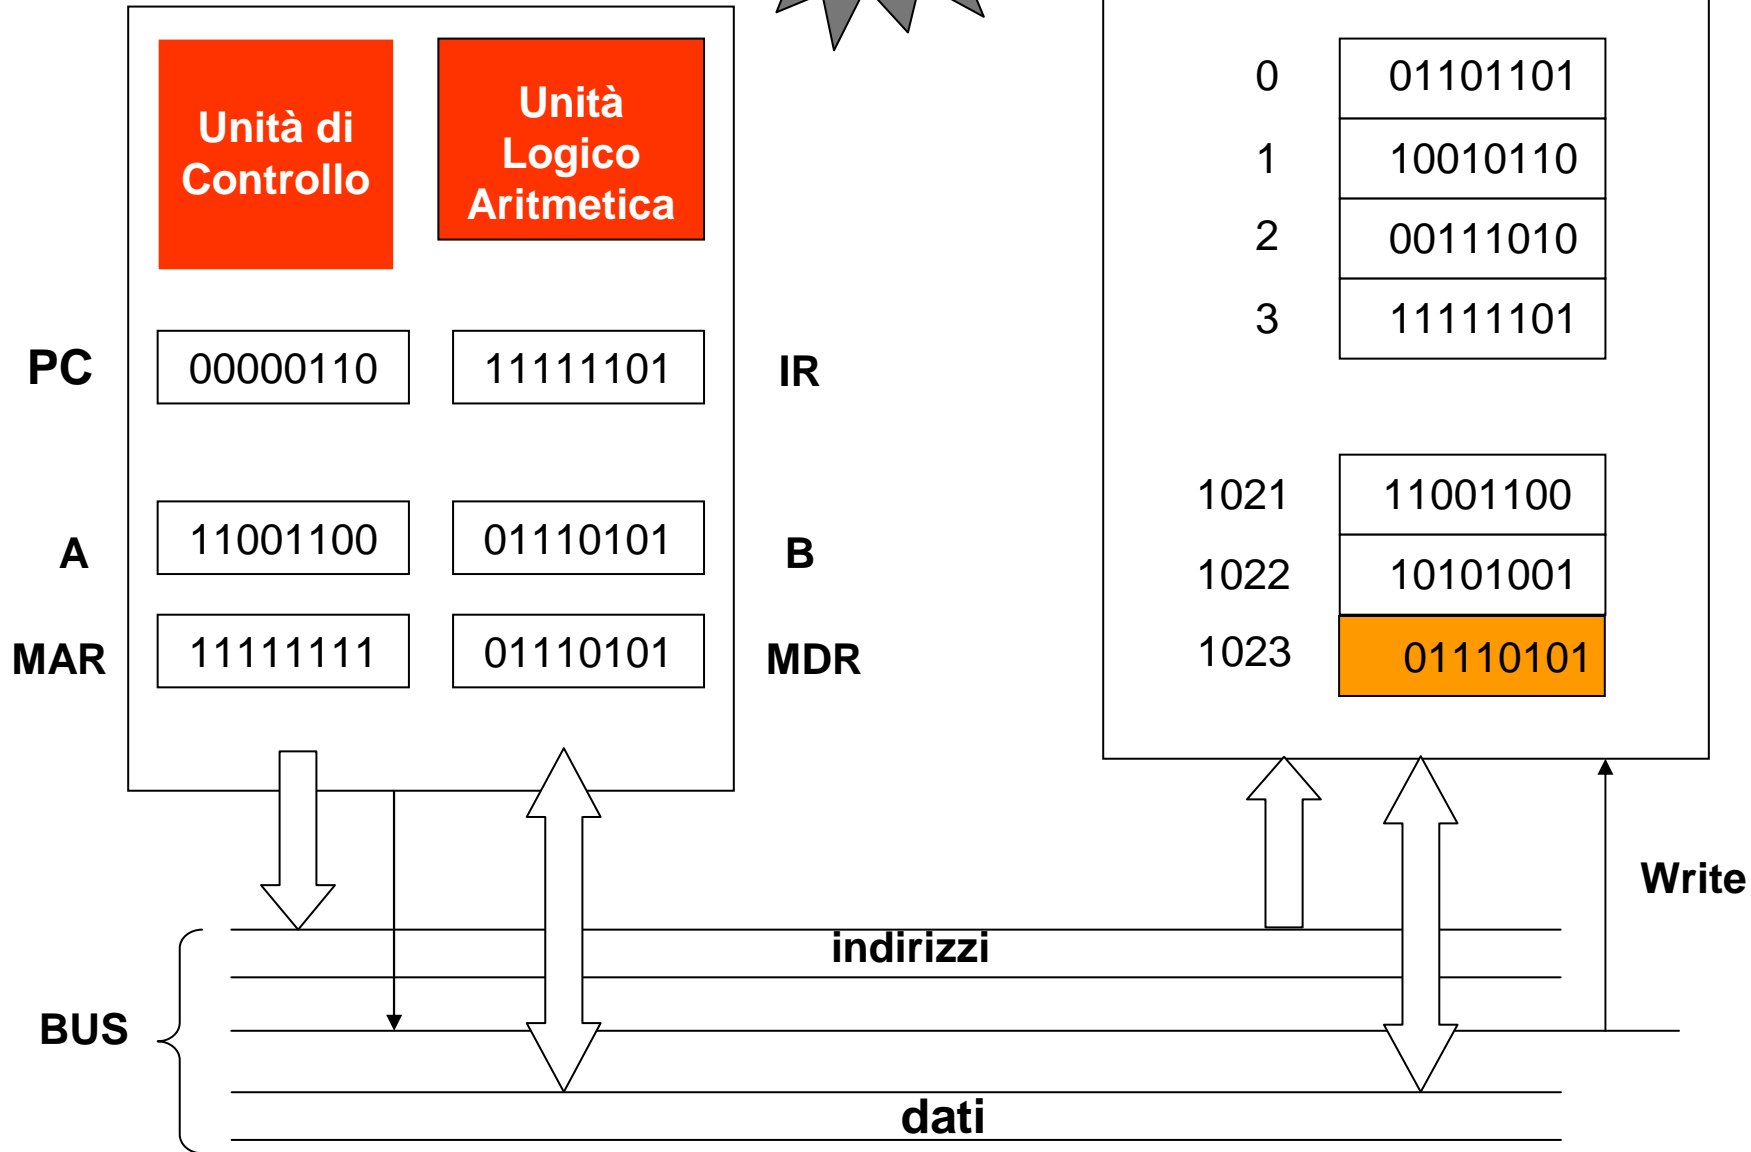 Unità di
Controllo
Unità
Logico
Aritmetica
PC
00000110
11111101
IR
A
11001100
01110101
B
MAR
11111111
01110101
MDR
0
01101101
1
10010110
2
00111010
3
11111101
1021
11001100
1022
10101001
1023
01110101
Write
indirizzi
BUS
dati